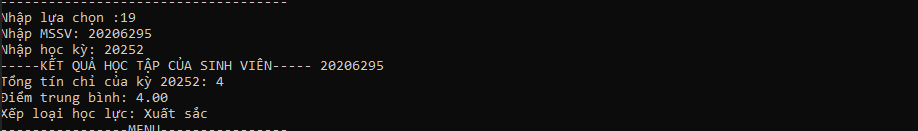 ------------------------------------
Nhập lựa chọn :19
Nhập MSSV: 20206295
Nhập học kỳ: 20252
-----KẾT QUẢ HỌC TẬP CỦA SINH VIÊN----- 20206295
Tổng tín chỉ của kỳ 20252: 4
Điểm trung bình: 4.00
Xếp loại học lực: Xuất sắc
----------------MENU----------------